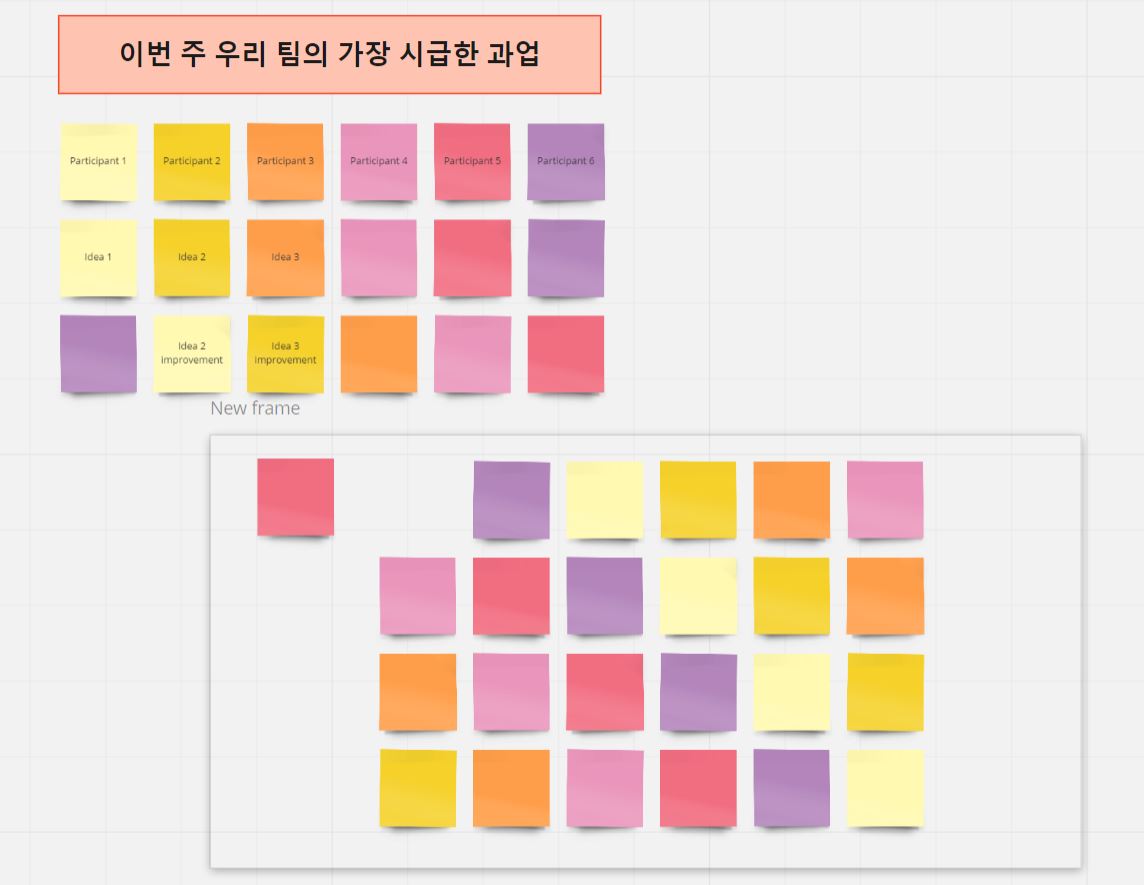 이번 주 우리 팀의 가장 시급한 과업
Participant 1
Participant 2
Participant 3
Participant 4
Participant 5
Participant 6
Idea 1
Idea 2
Idea 3
Idea 2
improvement
Idea 3
improvement
New frame